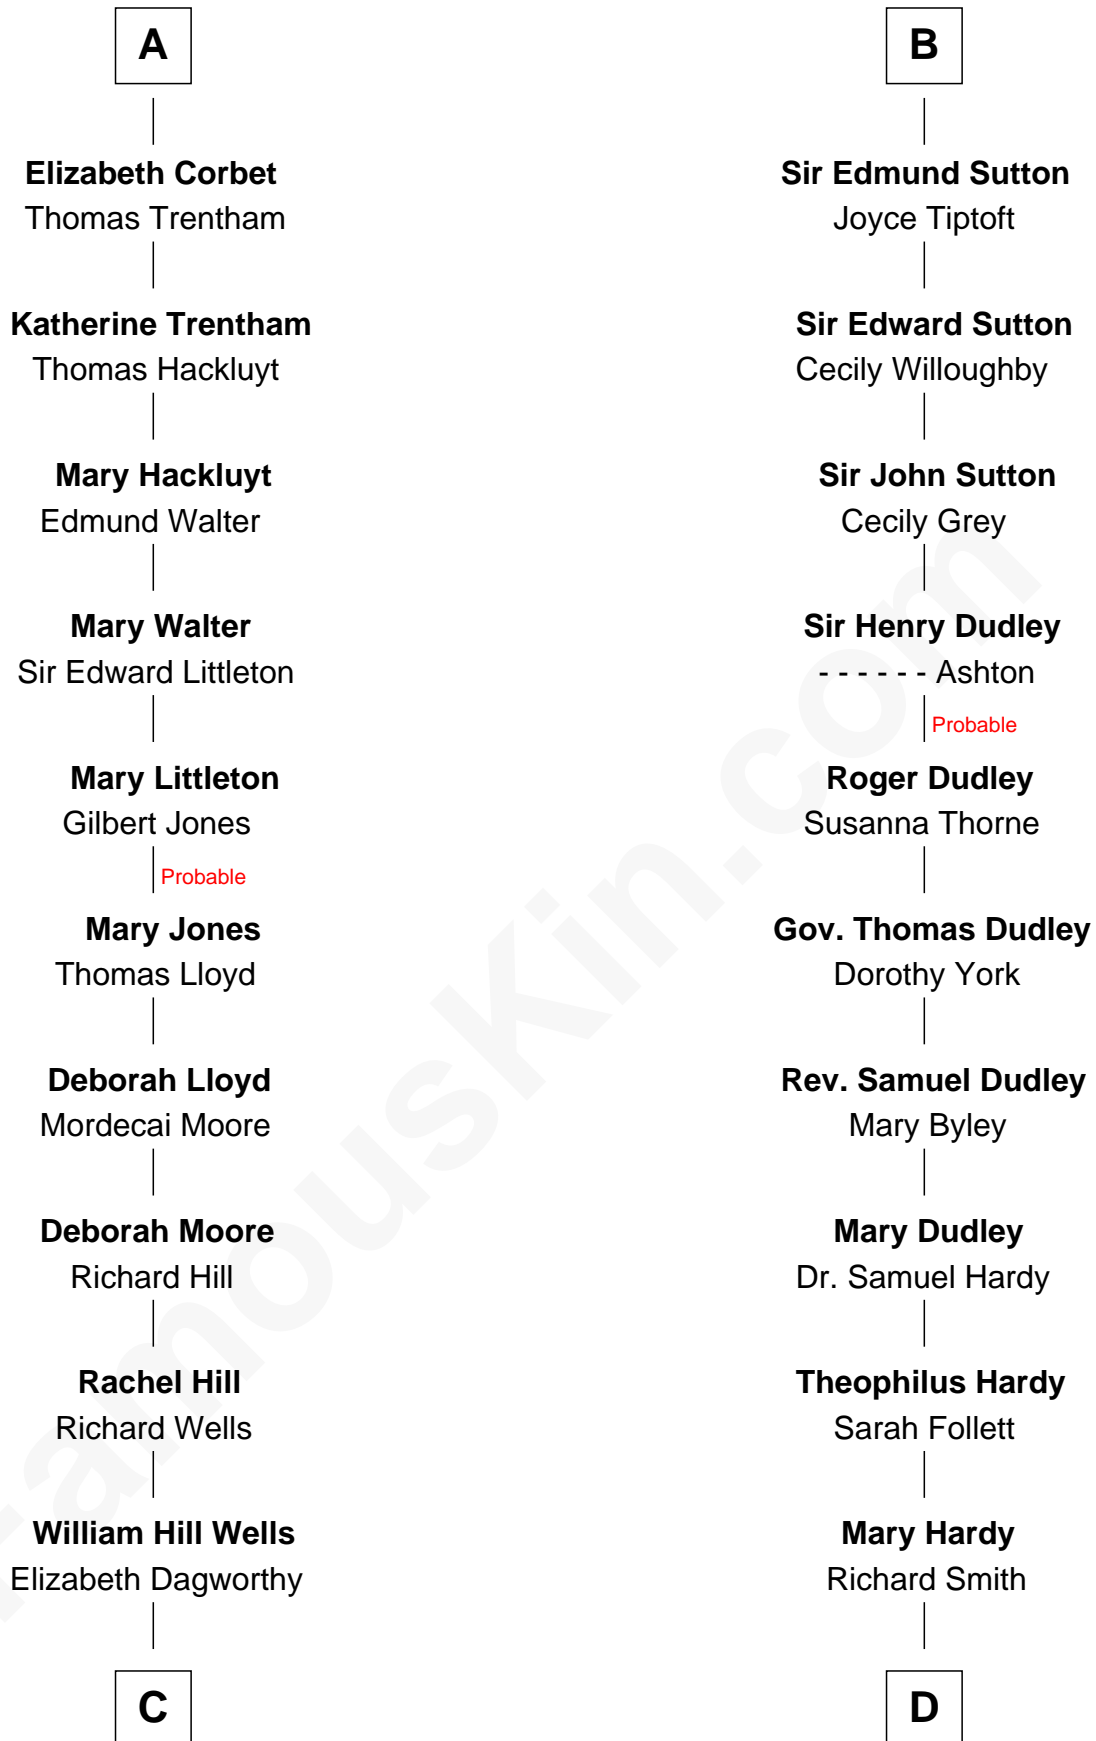 A
Elizabeth Corbet
Thomas Trentham
Katherine Trentham
Thomas Hackluyt
Mary Hackluyt
Edmund Walter
Mary Walter
Sir Edward Littleton
Mary Littleton
Gilbert Jones
Probable
Mary Jones
Thomas Lloyd
Deborah Lloyd
Mordecai Moore
Deborah Moore
Richard Hill
Rachel Hill
Richard Wells
William Hill Wells
Elizabeth Dagworthy
C
B
Sir Edmund Sutton
Joyce Tiptoft
Sir Edward Sutton
Cecily Willoughby
Sir John Sutton
Cecily Grey
Sir Henry Dudley
- - - - - - Ashton
Probable
Roger Dudley
Susanna Thorne
Gov. Thomas Dudley
Dorothy York
Rev. Samuel Dudley
Mary Byley
Mary Dudley
Dr. Samuel Hardy
Theophilus Hardy
Sarah Follett
Mary Hardy
Richard Smith
D
FamousKin.com